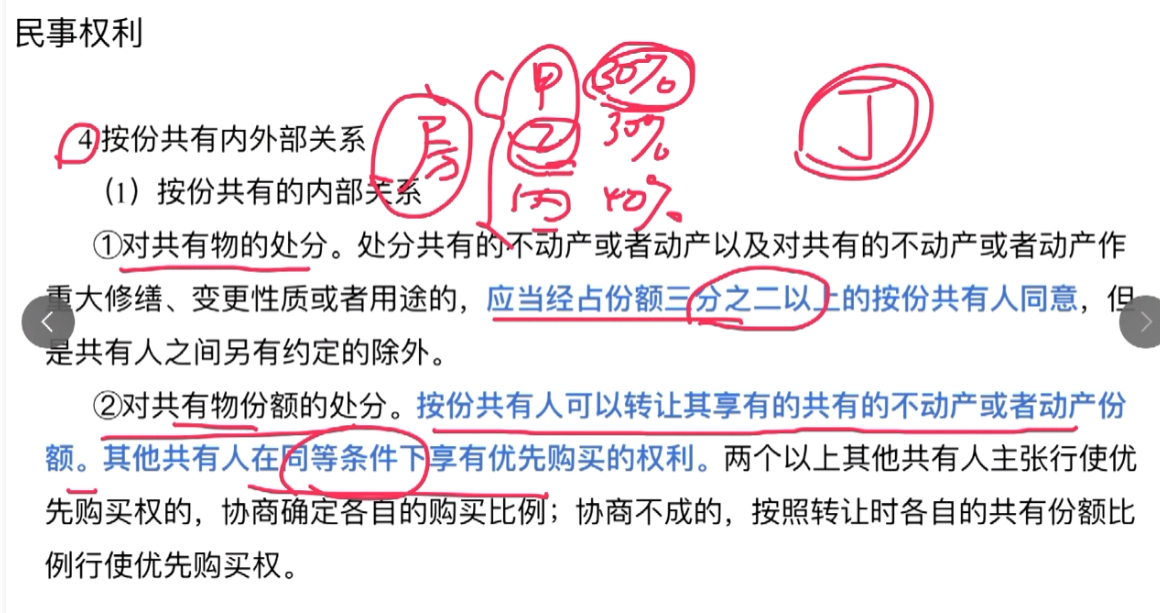 民事权利
甲 30%
4按份共有内外部关系 房 乙 30% 丁
（1）按份共有的内部关系 丙 40%
①对共有物的处分。处分共有的不动产或者动产以及对共有的不动产或者动产作
重大修缮、变更性质或者用途的，应当经占份额三分之二以上的按份共有人同意，但
是共有人之间另有约定的除外。
②对共有物份额的处分。按份共有人可以转让其享有的共有的不动产或者动产份
额。其他共有人在同等条件下享有优先购买的权利。两个以上其他共有人主张行使优
先购买权的，协商确定各自的购买比例；协商不成的，按照转让时各自的共有份额比
例行使优先购买权。